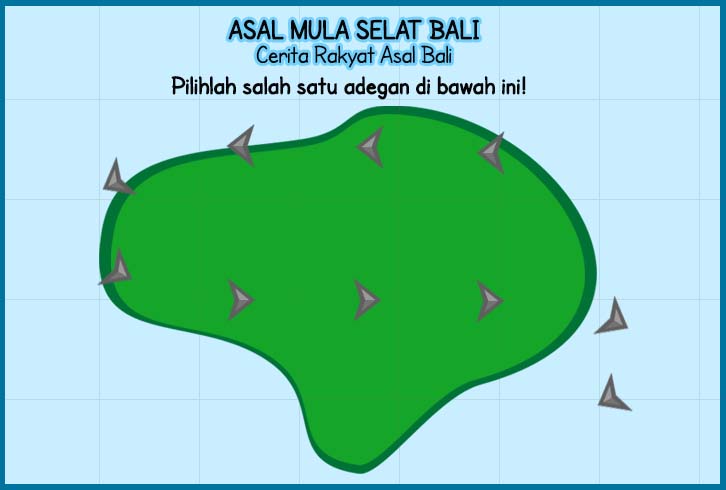 ASAL MULA SELAT BALI
Cerita Rakyat Asal Bali
Pilihlah salah satu adegan di bawah ini!